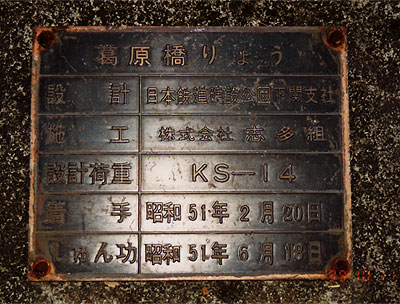 葛原橋りょう
設計 日本鉄道建設公団下関支社
施工 株式会社 志多組
設計荷重 KS-14
着手 昭和 51年 2月 20日
しゅん功 昭和 51年 6月 18日